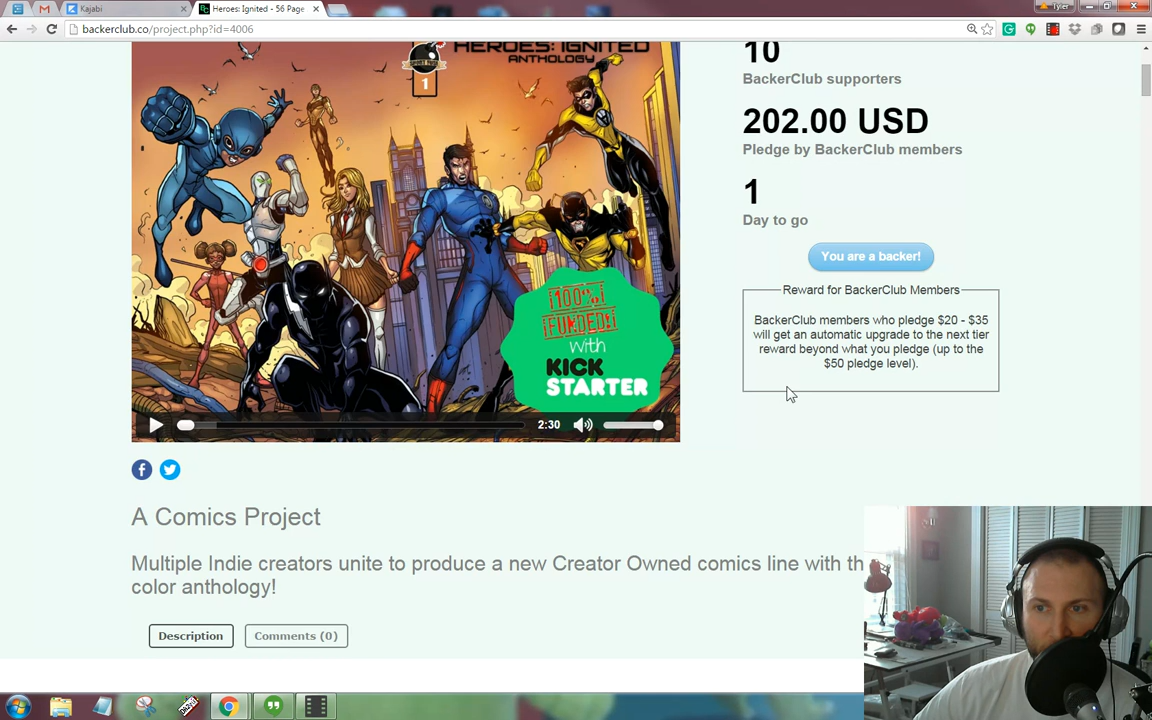 Kajabi
Heroes: Ignited - 56 Page
Tyler
backerclub.co/project.php?id=4006
HEROES: IGNITED
ANTHOLOGY
1
100%
FUNDED!
with
KICK
STARTER
2:30
10
BackerClub supporters
202.00 USD
Pledge by BackerClub members
1
Day to go
You are a backer!
Reward for BackerClub Members
BackerClub members who pledge $20 - $35
will get an automatic upgrade to the next tier
reward beyond what you pledge (up to the
$50 pledge level).
A Comics Project
Multiple Indie creators unite to produce a new Creator Owned comics line with th
color anthology!
Description
Comments (0)